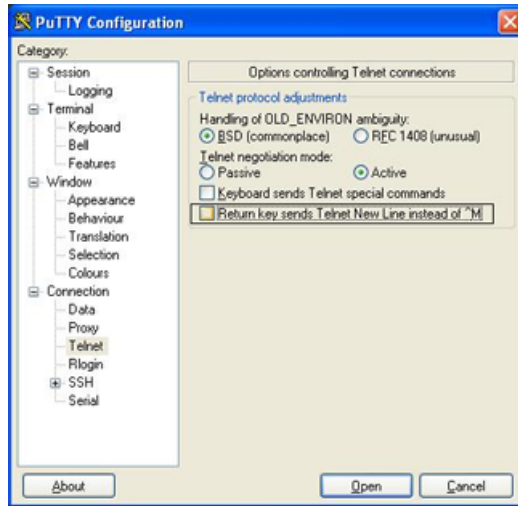 PuTTY Configuration
Category:
Session
Logging
Terminal
Keyboard
Bell
Features
Window
Appearance
Behaviour
Translation
Selection
Colours
Connection
Data
Proxy
Telnet
Rlogin
SSH
Serial
Options controlling Telnet connections
Telnet protocol adjustments
Handling of OLD_ENVIRON ambiguity:
BSD (commonplace) RFC 1408 (unusual)
Telnet negotiation mode:
Passive Active
Keyboard sends Telnet special commands
Return key sends Telnet New Line instead of ^M
About Open Cancel